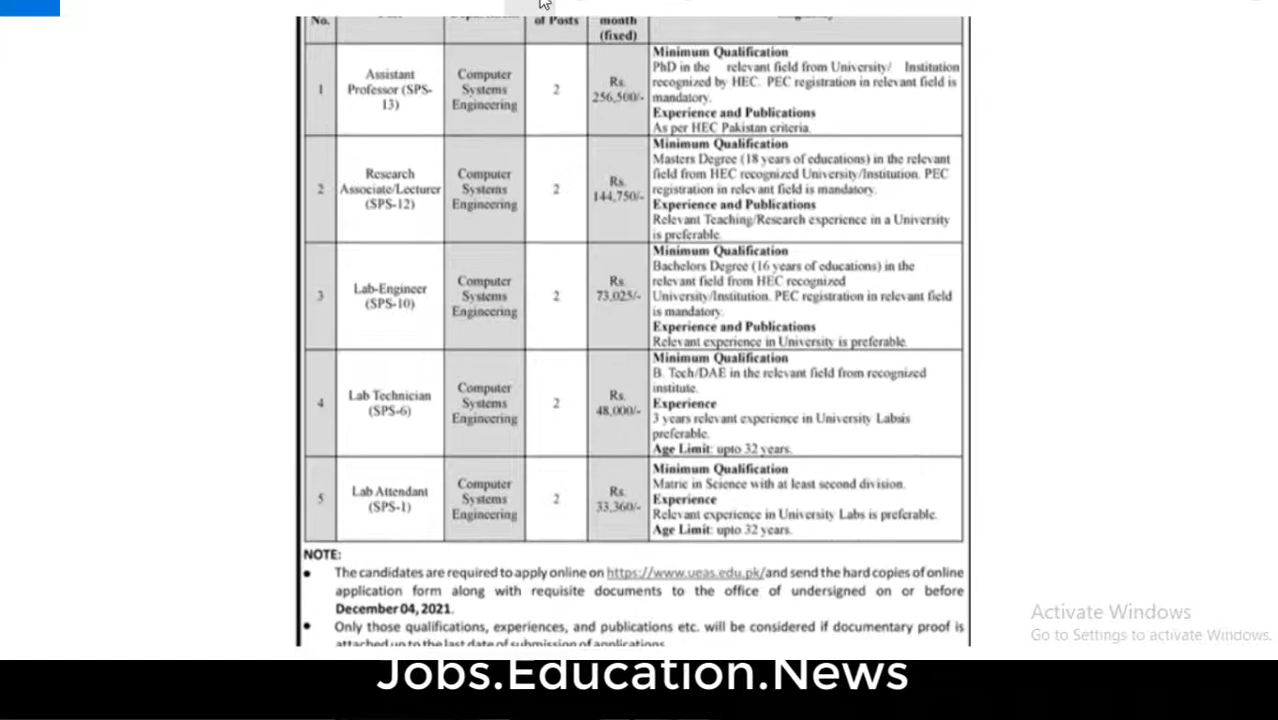 No.
of Posts
month
(fixed)
1
Assistant
Professor (SPS-
13)
Computer
Systems
Engineering
2
Rs.
256,500/-
Minimum Qualification
PhD in the relevant field from University/ Institution
recognized by HEC. PEC registration in relevant field is
mandatory.
Experience and Publications
As per HEC Pakistan criteria.
2
Research
Associate/Lecturer
(SPS-12)
Computer
Systems
Engineering
2
Rs.
144,750/-
Minimum Qualification
Masters Degree (18 years of educations) in the relevant
field from HEC recognized University/Institution. PEC
registration in relevant field is mandatory.
Experience and Publications
Relevant Teaching/Research experience in a University
is preferable.
3
Lab-Engineer
(SPS-10)
Computer
Systems
Engineering
2
Rs.
73,025/-
Minimum Qualification
Bachelors Degree (16 years of educations) in the
relevant field from HEC recognized
University/Institution. PEC registration in relevant field
is mandatory.
Experience and Publications
Relevant experience in University is preferable.
4
Lab Technician
(SPS-6)
Computer
Systems
Engineering
2
Rs.
48,000/-
Minimum Qualification
B. Tech/DAE in the relevant field from recognized
institute.
Experience
3 years relevant experience in University Labsis
preferable.
Age Limit: upto 32 years.
5
Lab Attendant
(SPS-1)
Computer
Systems
Engineering
2
Rs.
33,360/-
Minimum Qualification
Matric in Science with at least second division.
Experience
Relevant experience in University Labs is preferable.
Age Limit: upto 32 years.
NOTE:
• The candidates are required to apply online on https://www.ueas.edu.pk/and send the hard copies of online
application form along with requisite documents to the office of undersigned on or before
December 04, 2021.
• Only those qualifications, experiences, and publications etc. will be considered if documentary proof is
attached upto the last date of submission of applications.
Activate Windows
Go to Settings to activate Windows.
Jobs.Education.News